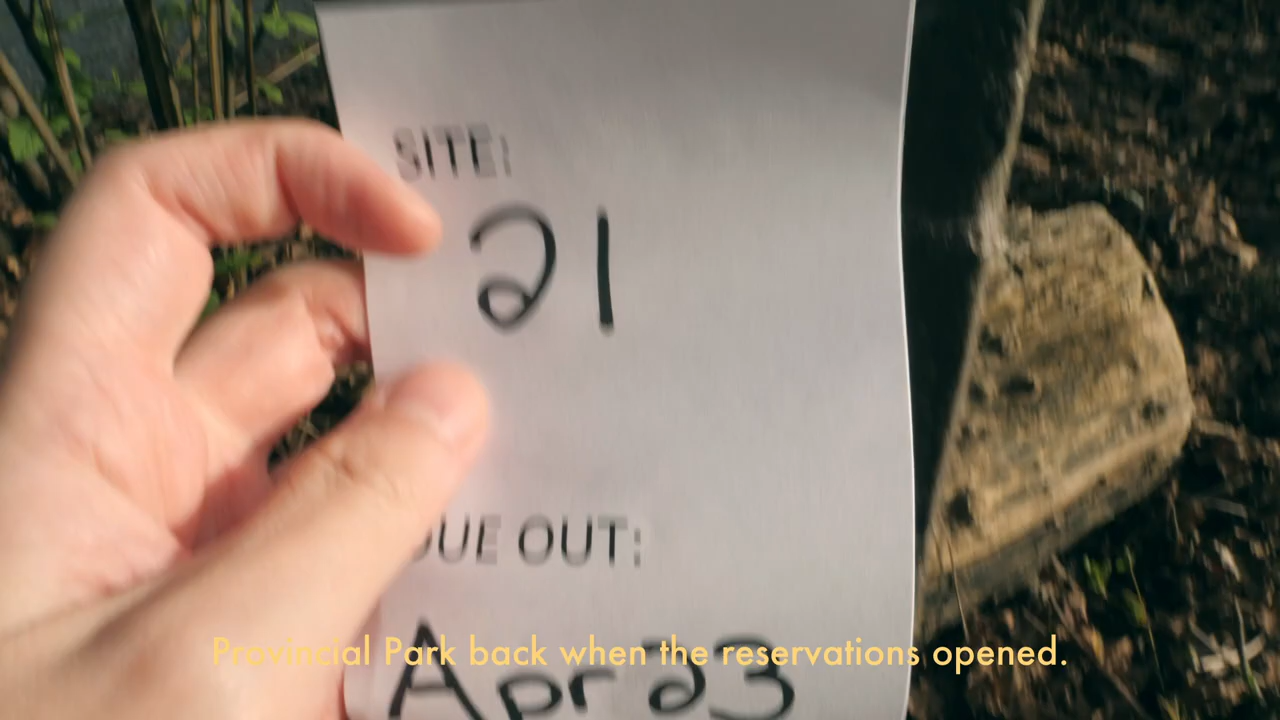 SITE:
21
DUE OUT:
Apr 23
Provincial Park back when the reservations opened.